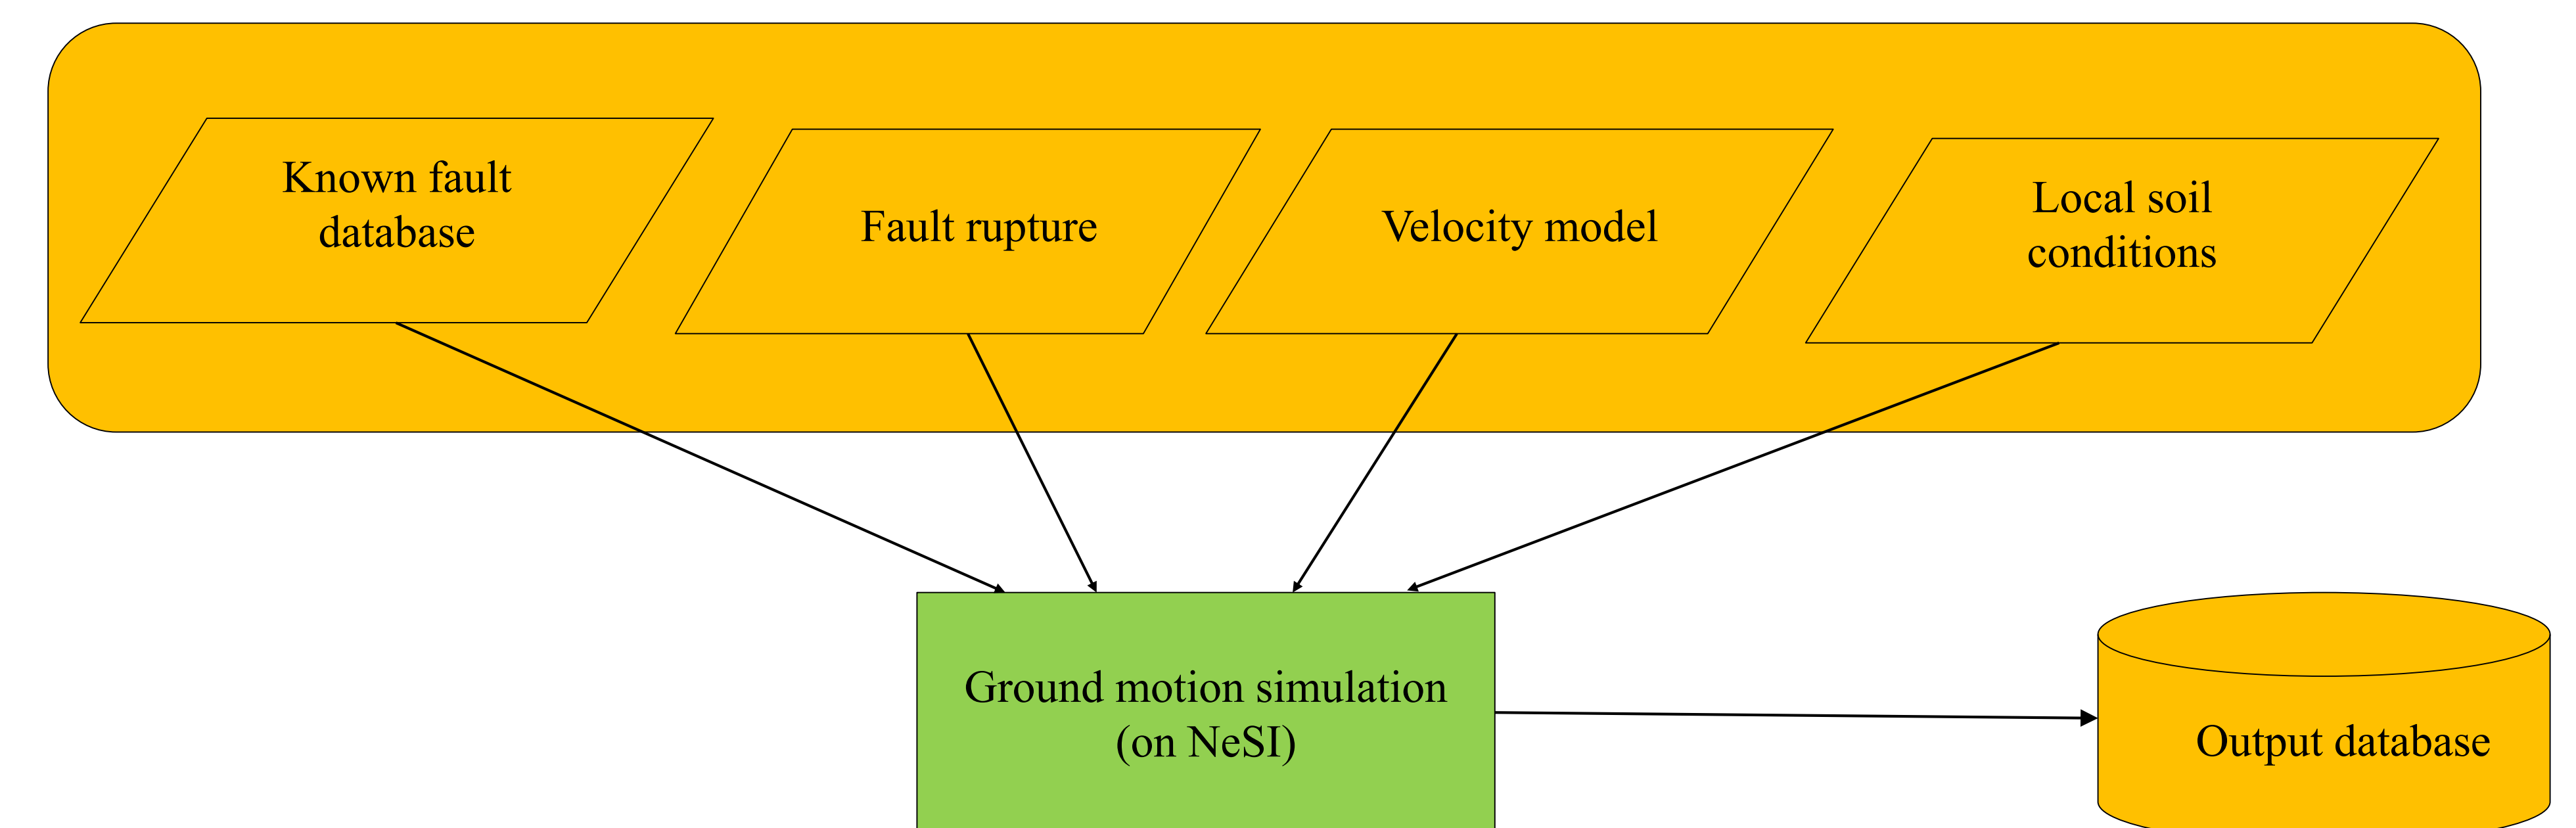 Known fault
database
Fault rupture
Velocity model
Local soil
conditions
Ground motion simulation
(on NeSI)
Output database